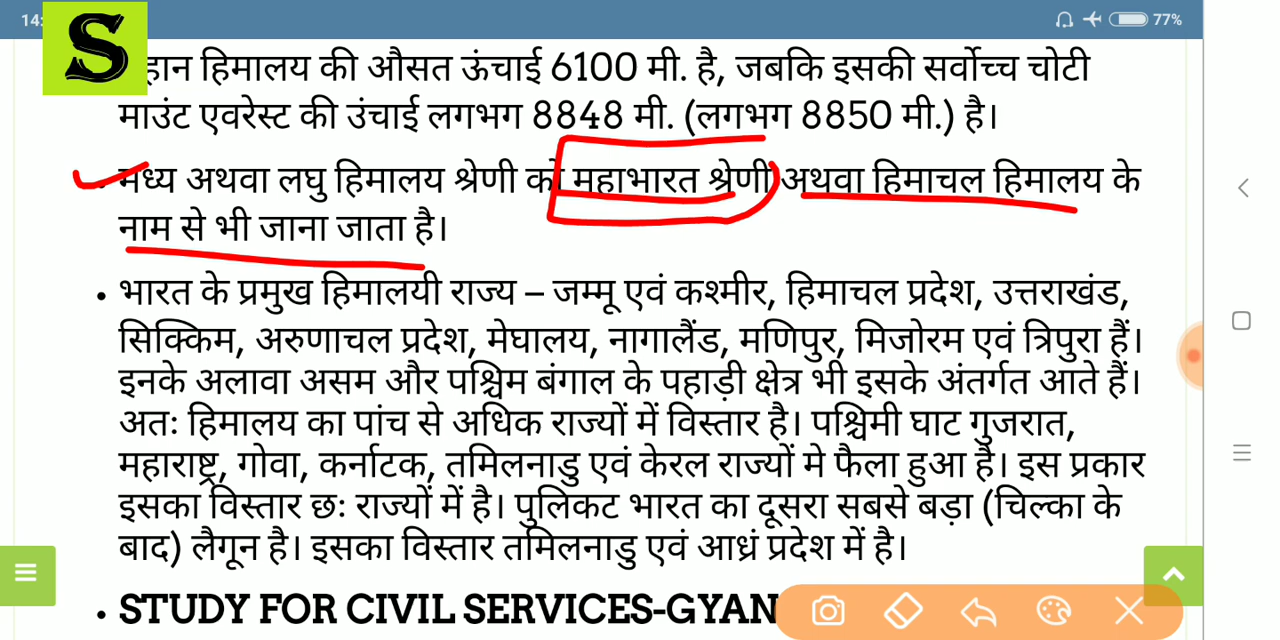 14:
77%
S
हान हिमालय की औसत ऊंचाई 6100 मी. है, जबकि इसकी सर्वोच्च चोटी
माउंट एवरेस्ट की उंचाई लगभग 8848 मी. (लगभग 8850 मी.) है।
• मध्य अथवा लघु हिमालय श्रेणी को महाभारत श्रेणी अथवा हिमाचल हिमालय के
नाम से भी जाना जाता है।
• भारत के प्रमुख हिमालयी राज्य – जम्मू एवं कश्मीर, हिमाचल प्रदेश, उत्तराखंड,
सिक्किम, अरुणाचल प्रदेश, मेघालय, नागालैंड, मणिपुर, मिजोरम एवं त्रिपुरा हैं।
इनके अलावा असम और पश्चिम बंगाल के पहाड़ी क्षेत्र भी इसके अंतर्गत आते हैं।
अतः हिमालय का पांच से अधिक राज्यों में विस्तार है। पश्चिमी घाट गुजरात,
महाराष्ट्र, गोवा, कर्नाटक, तमिलनाडु एवं केरल राज्यों मे फैला हुआ है। इस प्रकार
इसका विस्तार छः राज्यों में है। पुलिकट भारत का दूसरा सबसे बड़ा (चिल्का के
बाद) लैगून है। इसका विस्तार तमिलनाडु एवं आध्रं प्रदेश में है।
• STUDY FOR CIVIL SERVICES-GYAN